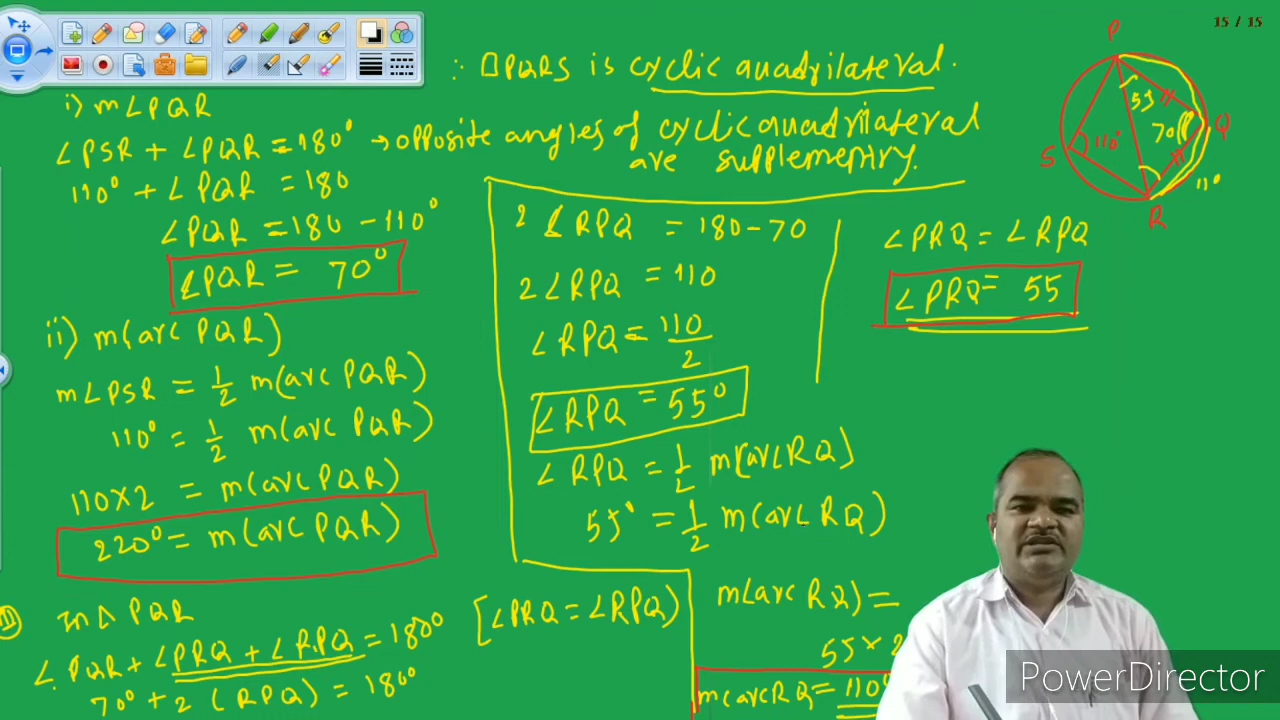 15 / 15
∴ □PQRS is cyclic quadrilateral.
i) m∠PQR
∠PSR + ∠PQR = 180° → opposite angles of cyclic quadrilateral
are supplementry.
110° + ∠PQR = 180
∠PQR = 180 - 110°
∠PQR = 70°
ii) m(arc PQR)
m∠PSR = 1/2 m(arc PQR)
110° = 1/2 m(arc PQR)
110×2 = m(arc PQR)
220° = m(arc PQR)
In Δ PQR
∠PQR + ∠PRQ + ∠RPQ = 180° [∠PRQ = ∠RPQ)
70° + 2 (RPQ) = 180°
2 ∠RPQ = 180 - 70
2 ∠RPQ = 110
∠RPQ = 110/2
∠RPQ = 55°
∠RPQ = 1/2 m(arc RQ)
55° = 1/2 m(arc RQ)
m(arc RQ) =
55 ×
m(arc RQ = 110°
∠PRQ = ∠RPQ
∠PRQ = 55
P
55
70
Q
S
110°
110
R
PowerDirector